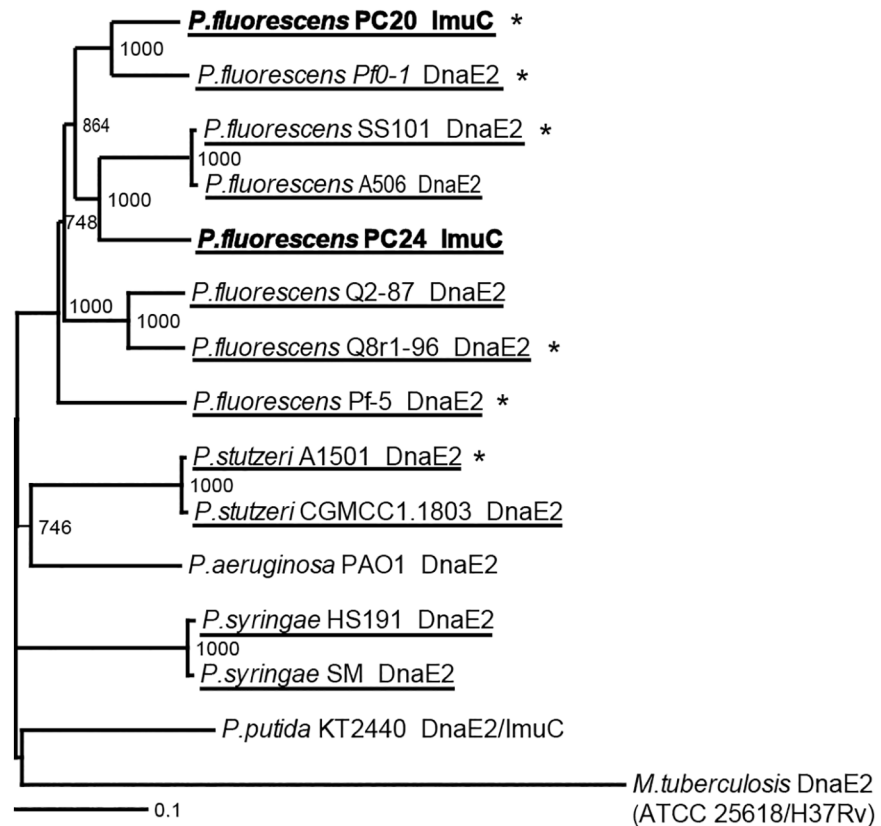 P.fluorescens PC20 ImuC *
1000
P.fluorescens Pf0-1 DnaE2 *
864
P.fluorescens SS101 DnaE2 *
1000
P.fluorescens A506 DnaE2
1000
748
P.fluorescens PC24 ImuC
P.fluorescens Q2-87 DnaE2
1000
1000
P.fluorescens Q8r1-96 DnaE2 *
P.fluorescens Pf-5 DnaE2 *
P.stutzeri A1501 DnaE2 *
1000
P.stutzeri CGMCC1.1803 DnaE2
746
P.aeruginosa PAO1 DnaE2
P.syringae HS191 DnaE2
1000
P.syringae SM DnaE2
P.putida KT2440 DnaE2/ImuC
M.tuberculosis DnaE2
(ATCC 25618/H37Rv)
0.1